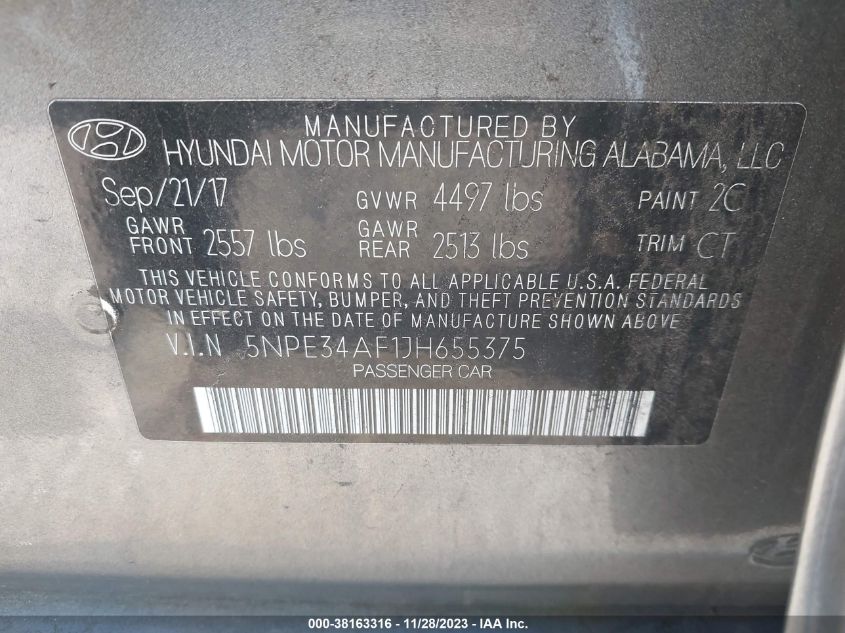 MANUFACTURED BY
HYUNDAI MOTOR MANUFACTURING ALABAMA, LLC
Sep/21/17 GVWR 4497 lbs PAINT 2C
GAWR FRONT 2557 lbs GAWR REAR 2513 lbs TRIM CT
THIS VEHICLE CONFORMS TO ALL APPLICABLE U.S.A. FEDERAL
MOTOR VEHICLE SAFETY, BUMPER, AND THEFT PREVENTION STANDARDS
IN EFFECT ON THE DATE OF MANUFACTURE SHOWN ABOVE.
V.I.N 5NPE34AF1JH655375
PASSENGER CAR
000-38163316 - 11/28/2023 - IAA Inc.